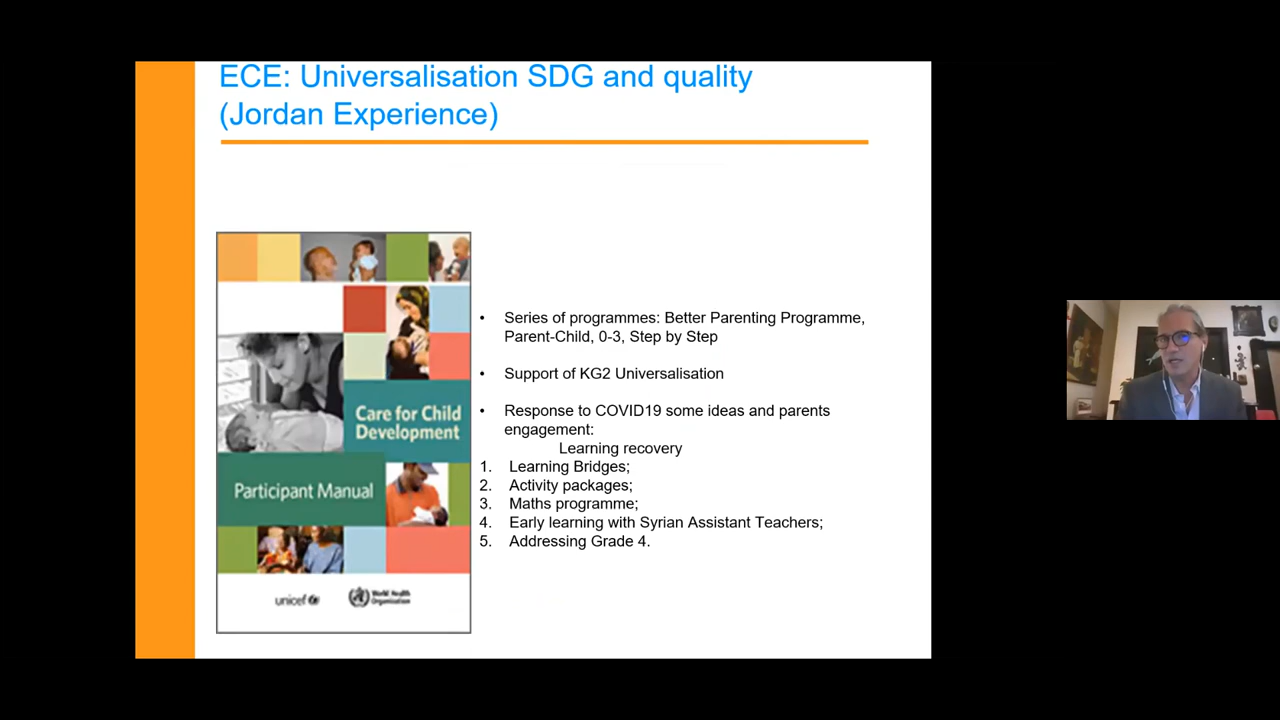 ECE: Universalisation SDG and quality
(Jordan Experience)
Care for Child
Development
Participant Manual
unicef
World Health
Organization
• Series of programmes: Better Parenting Programme,
Parent-Child, 0-3, Step by Step
• Support of KG2 Universalisation
• Response to COVID19 some ideas and parents
engagement:
Learning recovery
1. Learning Bridges;
2. Activity packages;
3. Maths programme;
4. Early learning with Syrian Assistant Teachers;
5. Addressing Grade 4.